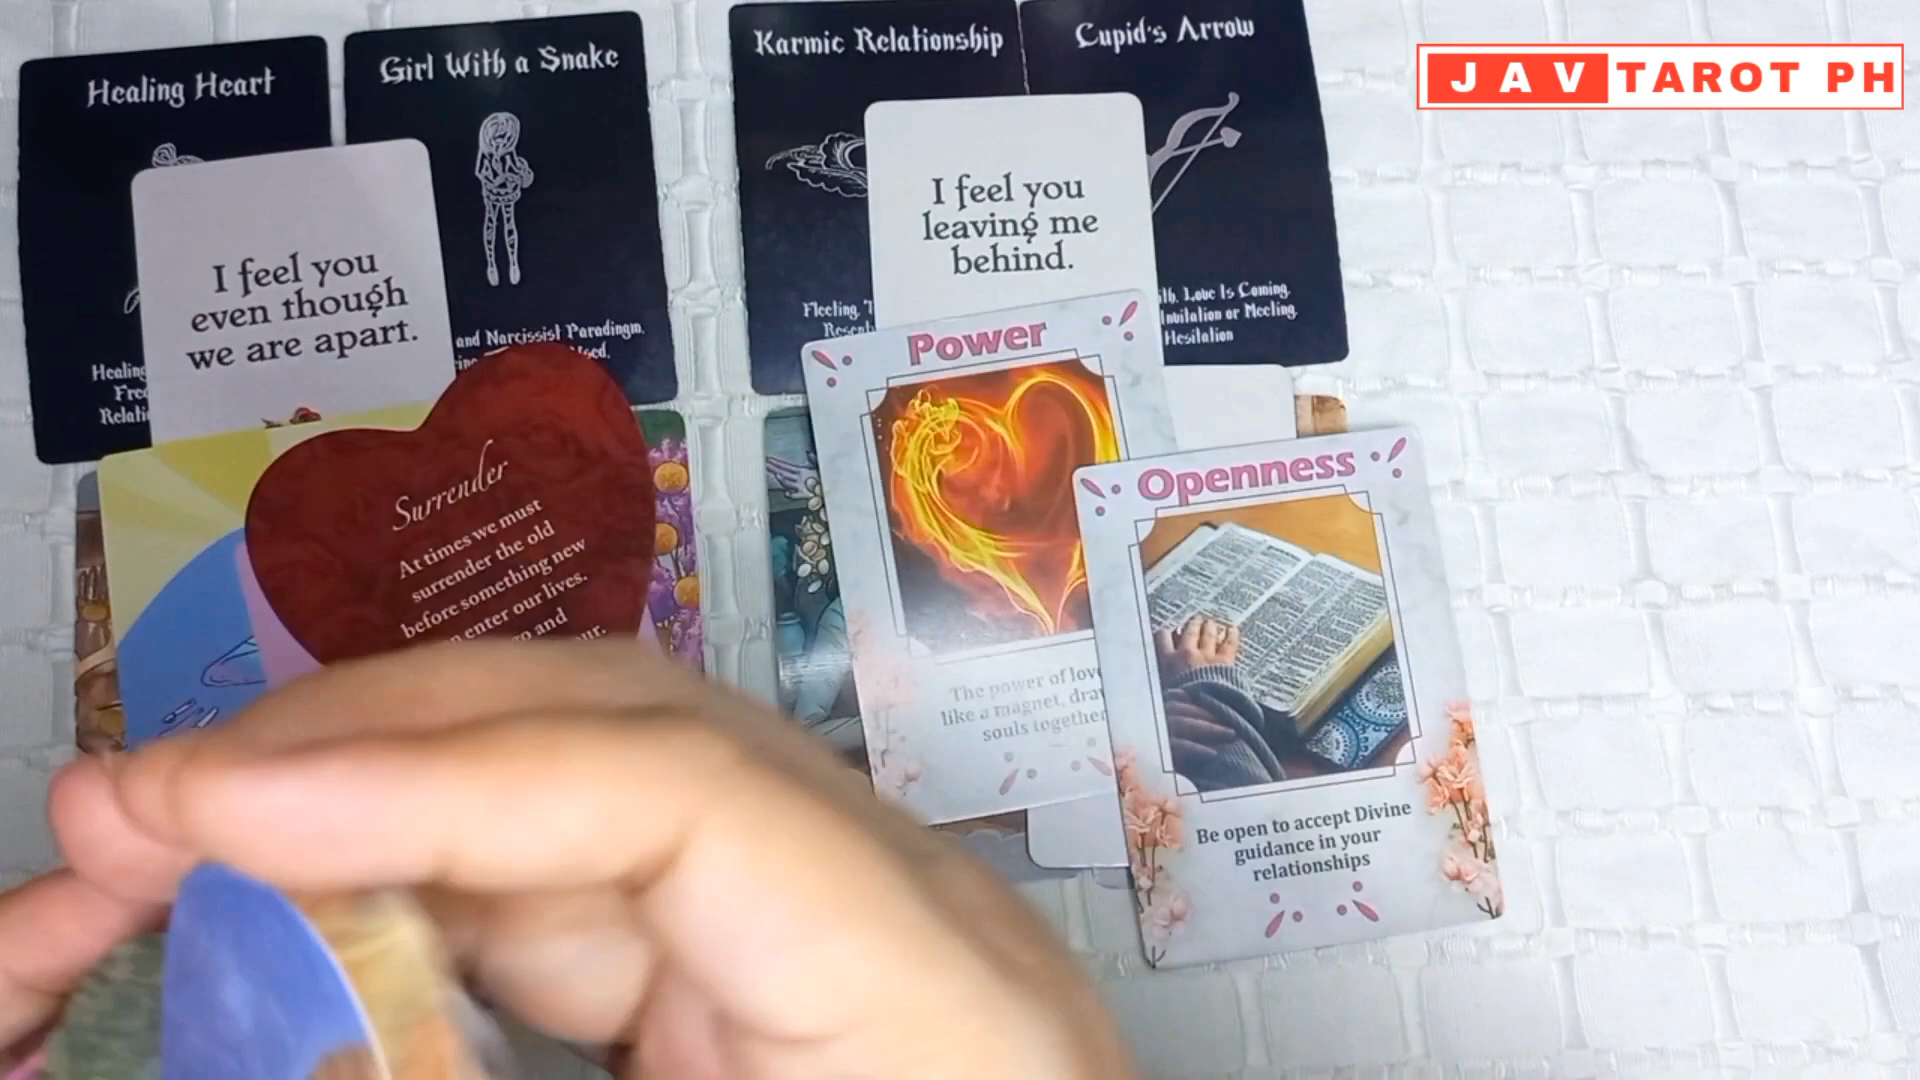 Healing Heart
Girl With a Snake
Karmic Relationship
Cupid's Arrow
JAV TAROT PH
I feel you
even though
we are apart.
I feel you
leaving me
behind.
Healing
and Narcissist Paradigm.
Fleeting,
Love Is Coming.
Invitation or Meeting.
Hesitation
Power
The power of love
like a magnet,
souls together
Openness
Be open to accept Divine
guidance in your
relationships
Surrender
At times we must
surrender the old
before something new
enter our lives.
and